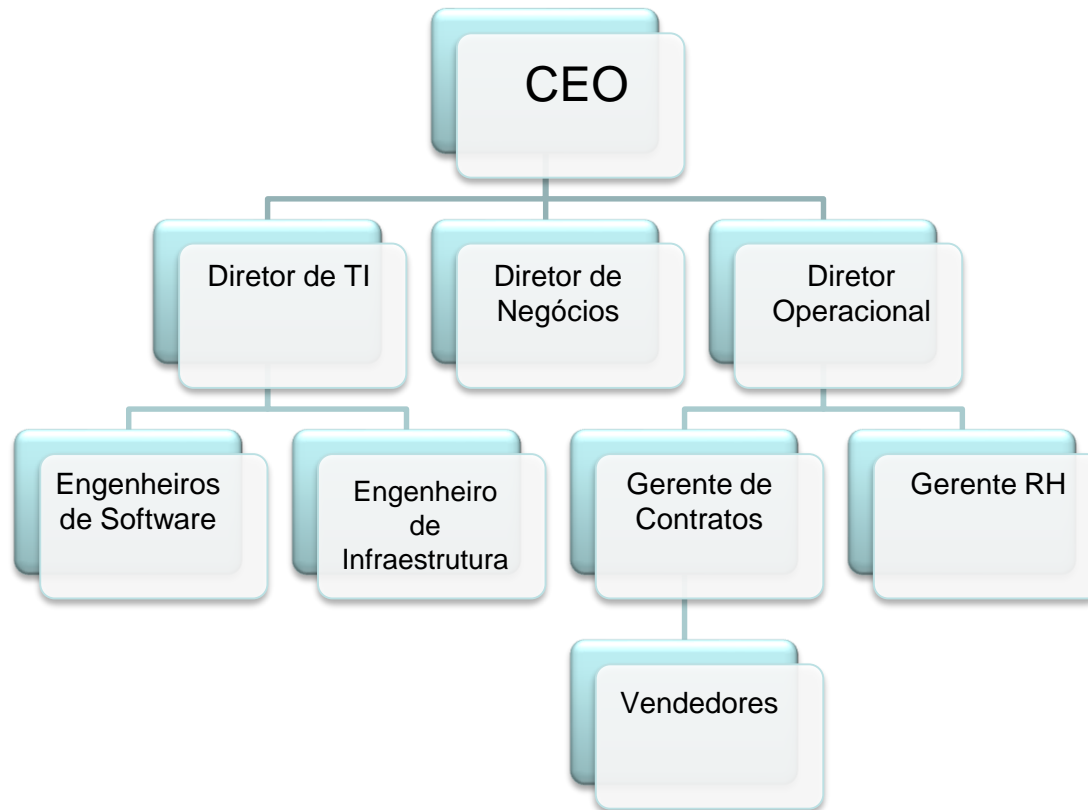 CEO
Diretor de TI
Diretor de
Negócios
Diretor
Operacional
Engenheiros
de Software
Engenheiro
de
Infraestrutura
Gerente de
Contratos
Gerente RH
Vendedores